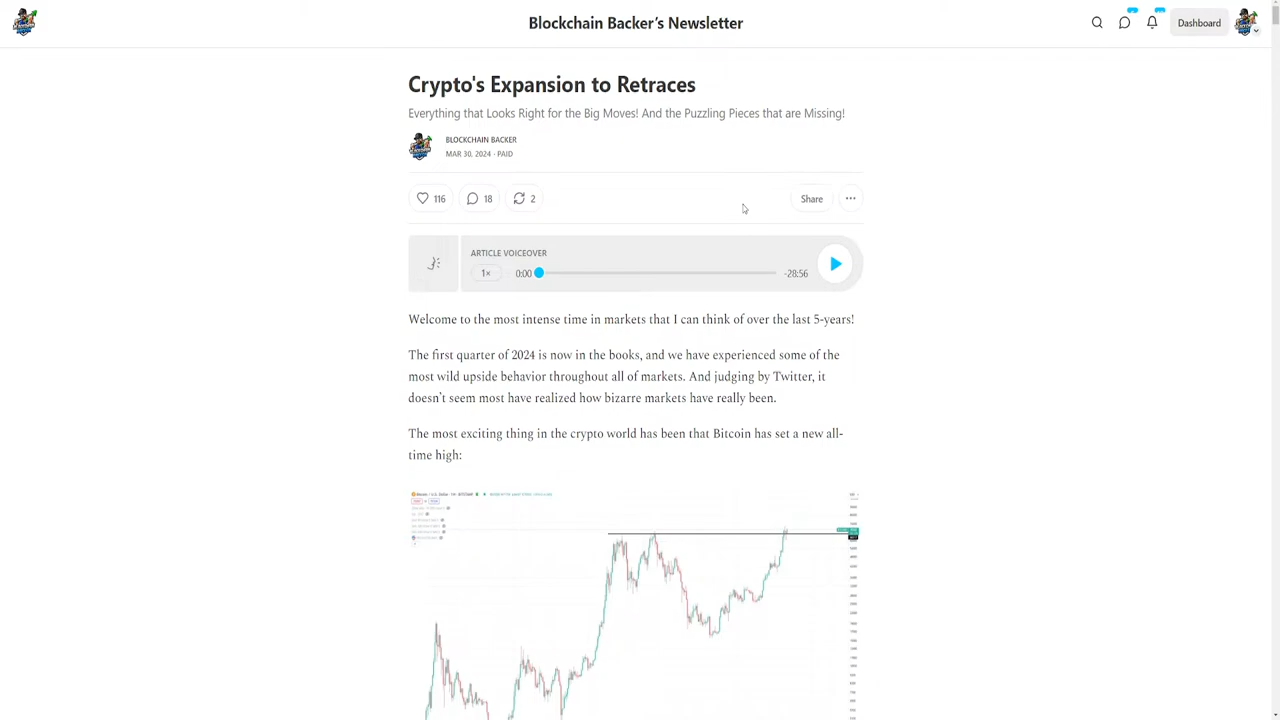 Blockchain Backer’s Newsletter
Dashboard
Crypto's Expansion to Retraces
Everything that Looks Right for the Big Moves! And the Puzzling Pieces that are Missing!
BLOCKCHAIN BACKER
MAR 30, 2024 · PAID
116
18
2
Share
ARTICLE VOICEOVER
1×
0:00
-28:56
Welcome to the most intense time in markets that I can think of over the last 5-years!
The first quarter of 2024 is now in the books, and we have experienced some of the
most wild upside behavior throughout all of markets. And judging by Twitter, it
doesn’t seem most have realized how bizarre markets have really been.
The most exciting thing in the crypto world has been that Bitcoin has set a new all-
time high: